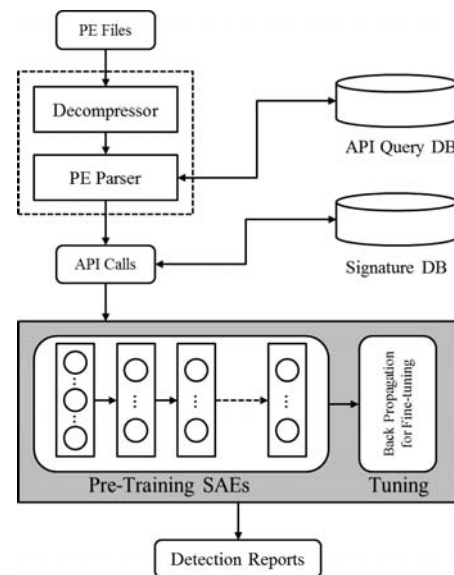 PE Files
Decompressor
API Query DB
PE Parser
API Calls
Signature DB
Back Propagation
for Fine-tuning
Pre-Training SAEs
Tuning
Detection Reports